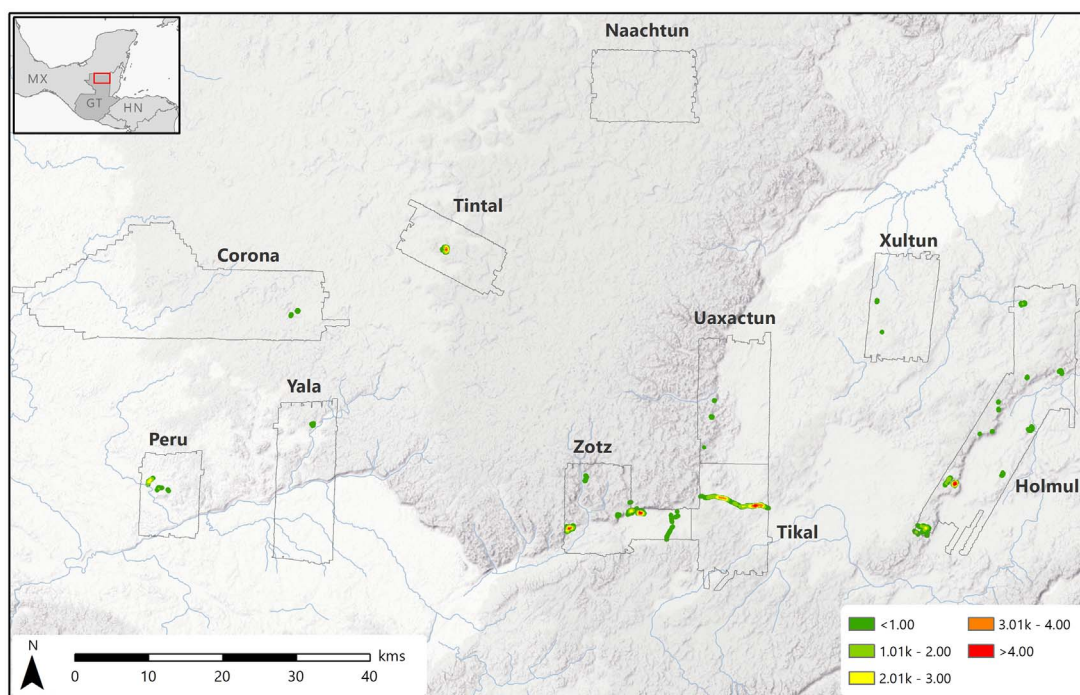 Naachtun
MX
GT
HN
Tintal
Corona
Xultun
Uaxactun
Yala
Peru
Zotz
Holmul
Tikal
N
kms
0 10 20 30 40
<1.00
1.01k - 2.00
2.01k - 3.00
3.01k - 4.00
>4.00